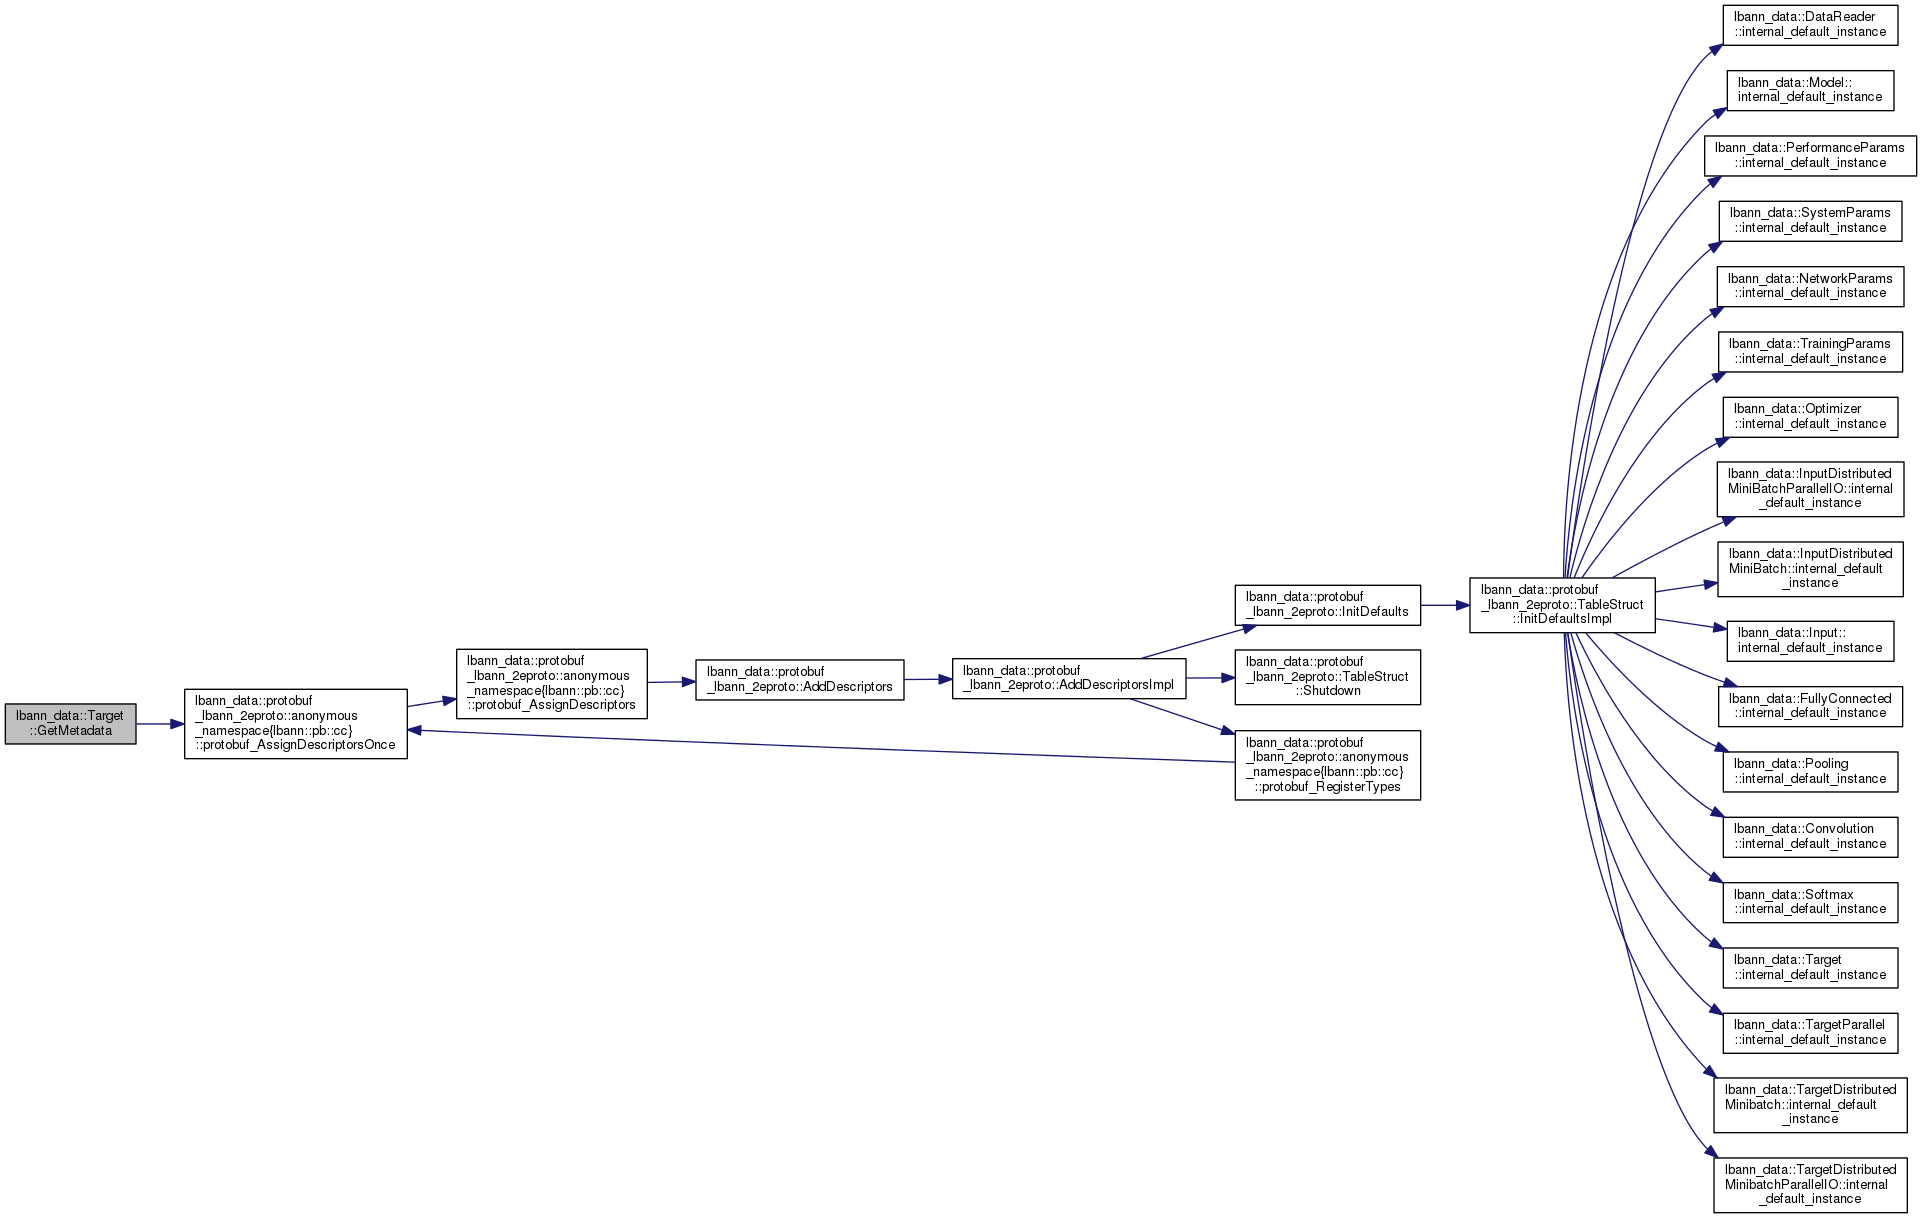 lbann_data::Target
::GetMetadata
lbann_data::protobuf
_lbann_2eproto::anonymous
_namespace{lbann::pb::cc}
::protobuf_AssignDescriptorsOnce
lbann_data::protobuf
_lbann_2eproto::anonymous
_namespace{lbann::pb::cc}
::protobuf_AssignDescriptors
lbann_data::protobuf
_lbann_2eproto::AddDescriptors
lbann_data::protobuf
_lbann_2eproto::AddDescriptorsImpl
lbann_data::protobuf
_lbann_2eproto::InitDefaults
lbann_data::protobuf
_lbann_2eproto::TableStruct
::Shutdown
lbann_data::protobuf
_lbann_2eproto::anonymous
_namespace{lbann::pb::cc}
::protobuf_RegisterTypes
lbann_data::protobuf
_lbann_2eproto::TableStruct
::InitDefaultsImpl
lbann_data::DataReader
::internal_default_instance
lbann_data::Model::
internal_default_instance
lbann_data::PerformanceParams
::internal_default_instance
lbann_data::SystemParams
::internal_default_instance
lbann_data::NetworkParams
::internal_default_instance
lbann_data::TrainingParams
::internal_default_instance
lbann_data::Optimizer
::internal_default_instance
lbann_data::InputDistributed
MiniBatchParallelIO::internal
_default_instance
lbann_data::InputDistributed
MiniBatch::internal_default
_instance
lbann_data::Input::
internal_default_instance
lbann_data::FullyConnected
::internal_default_instance
lbann_data::Pooling
::internal_default_instance
lbann_data::Convolution
::internal_default_instance
lbann_data::Softmax
::internal_default_instance
lbann_data::Target
::internal_default_instance
lbann_data::TargetParallel
::internal_default_instance
lbann_data::TargetDistributed
Minibatch::internal_default
_instance
lbann_data::TargetDistributed
MinibatchParallelIO::internal
_default_instance